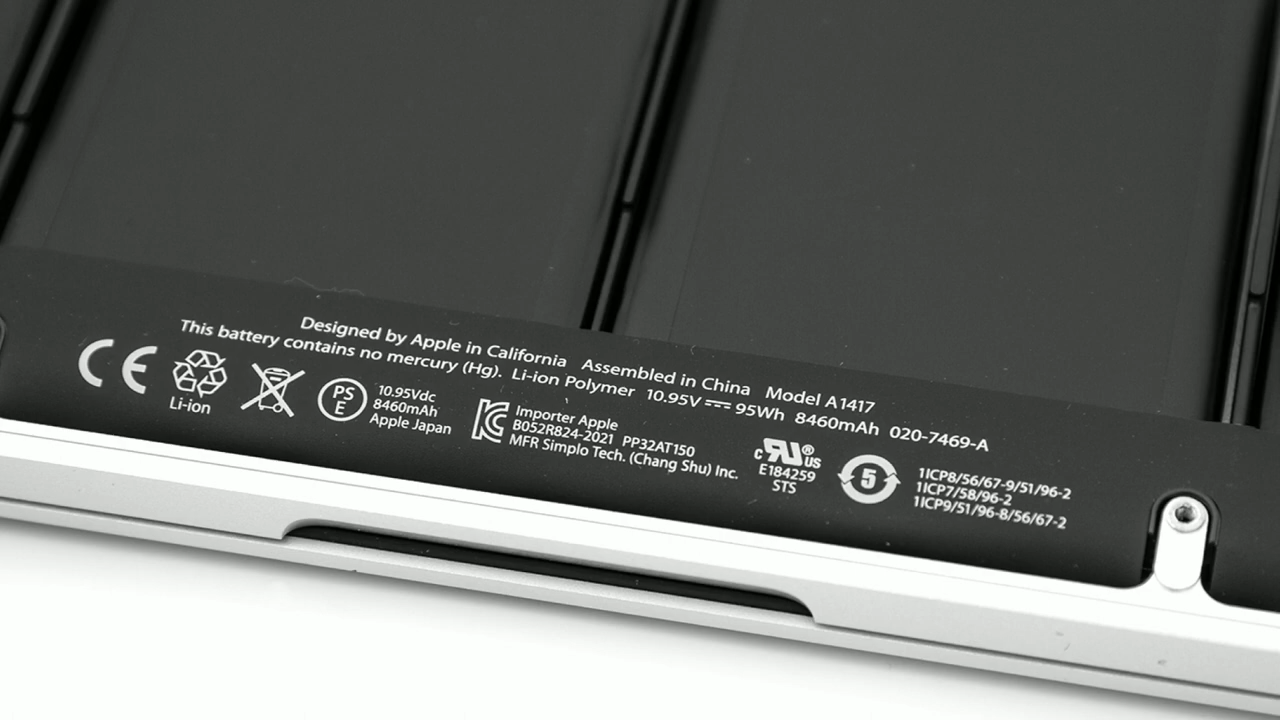 Designed by Apple in California Assembled in China Model A1417
This battery contains no mercury (Hg). Li-ion Polymer 10.95V ⎓ 95Wh 8460mAh 020-7469-A
CE
Li-ion
PS
E
10.95Vdc
8460mAh
Apple Japan
Importer Apple
B052R824-2021 PP32AT150
MFR Simplo Tech. (Chang Shu) Inc.
c RU ® US
E184259
STS
5
1ICP8/56/67-9/51/96-2
1ICP7/58/96-2
1ICP9/51/96-8/56/67-2